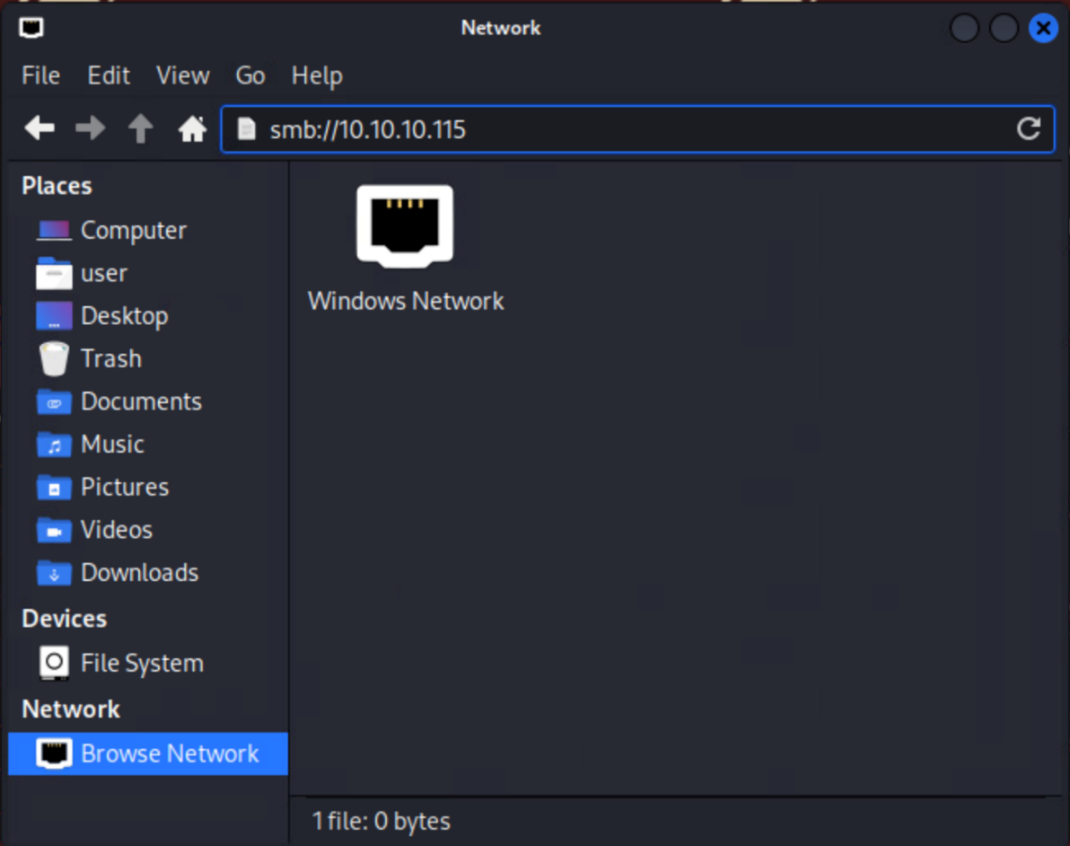 Network
File Edit View Go Help
smb://10.10.10.115
Places
Computer
user
Desktop
Trash
Documents
Music
Pictures
Videos
Downloads
Devices
File System
Network
Browse Network
Windows Network
1 file: 0 bytes